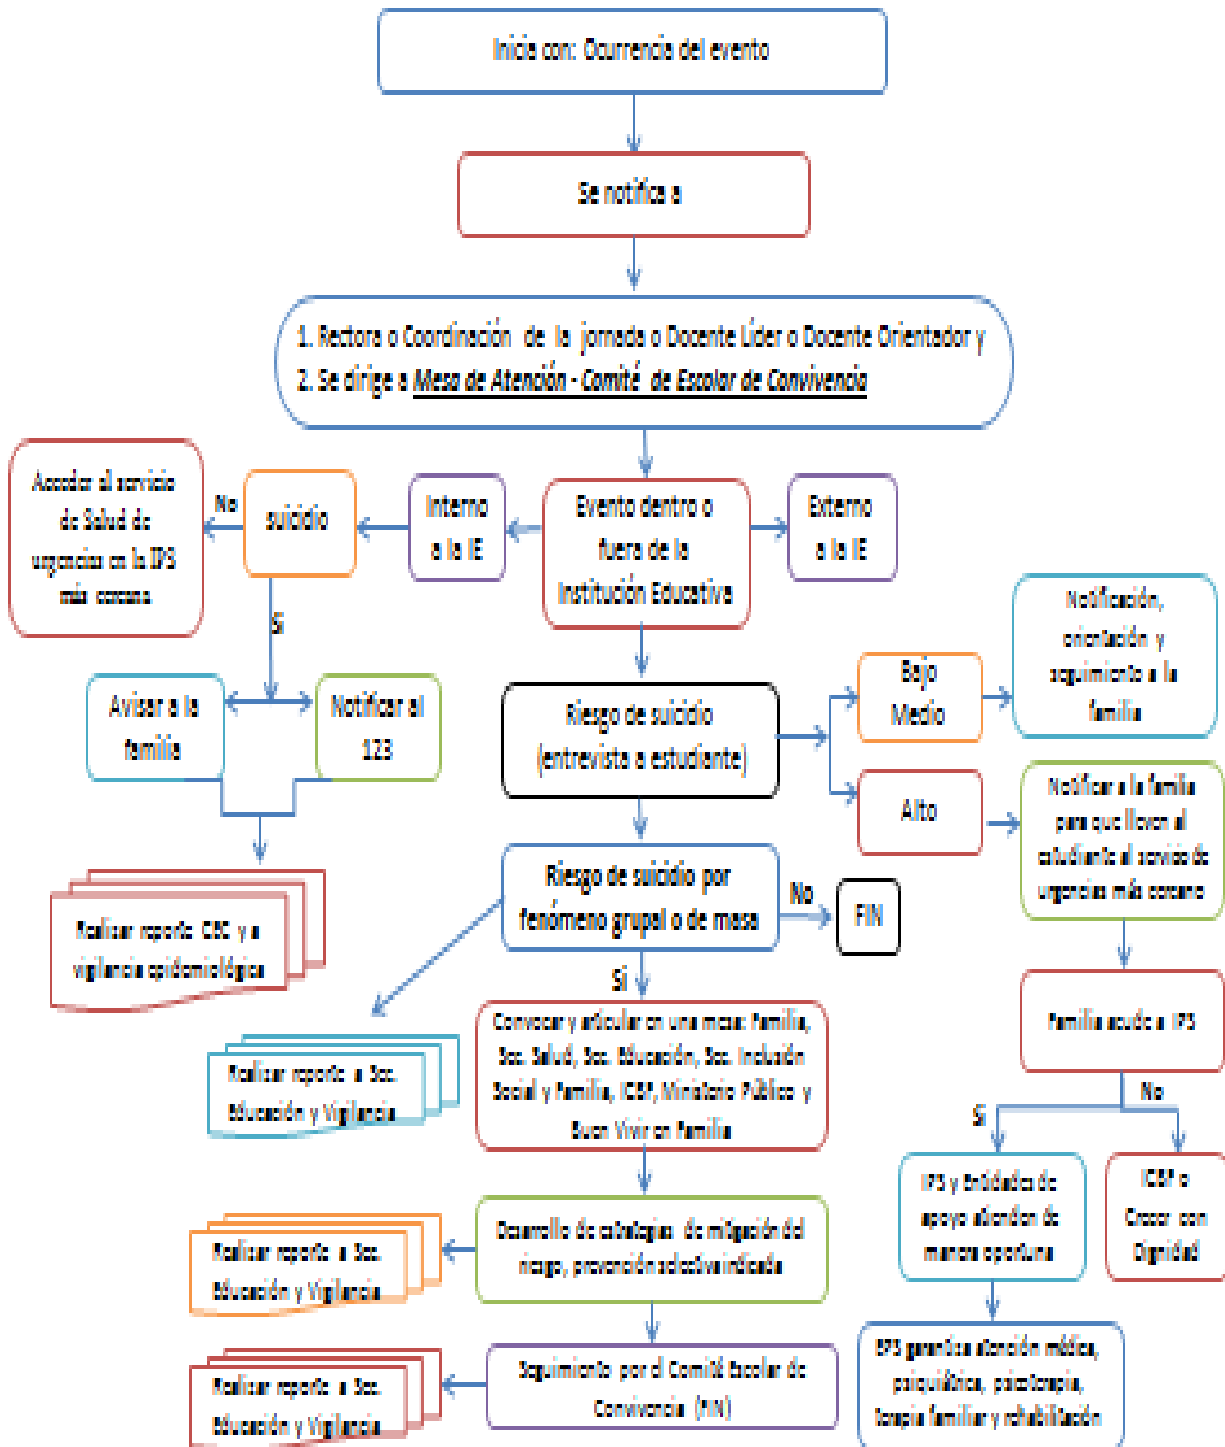 Inicia con: Ocurrencia del evento
Se notifica a
1. Rectora o Coordinación de la jornada o Docente Líder o Docente Orientador y
2. Se dirige a Mesa de Atención - Comité de Escolar de Convivencia
Acceder al servicio
de Salud de
urgencias en la IPS
más cercana
No
suicidio
Interno
a la IE
Evento dentro o
fuera de la
Institución Educativa
Externo
a la IE
Si
Avisar a la
familia
Notificar al
123
Realizar reporte CEC y a
vigilancia epidemiológica
Riesgo de suicidio
(entrevista a estudiante)
Bajo
Medio
Notificación,
orientación y
seguimiento a la
familia
Alto
Notificar a la familia
para que lleven al
estudiante al servicio de
urgencias más cercano
Riesgo de suicidio por
fenómeno grupal o de masa
No
FIN
Si
Realizar reporte a Sec.
Educación y Vigilancia
Convocar y articular en una mesa: Familia,
Sec. Salud, Sec. Educación, Sec. Inclusión
Social y Familia, ICBF, Ministerio Público y
Buen Vivir en Familia
Familia acude a IPS
Si
No
IPS y Entidades de
apoyo atienden de
manera oportuna
ICBF o
Crecer con
Dignidad
Realizar reporte a Sec.
Educación y Vigilancia
Desarrollo de estrategias de mitigación del
riesgo, prevención selectiva indicada
EPS garantiza atención médica,
psiquiátrica, psicoterapia,
terapia familiar y rehabilitación
Realizar reporte a Sec.
Educación y Vigilancia
Seguimiento por el Comité Escolar de
Convivencia (FIN)